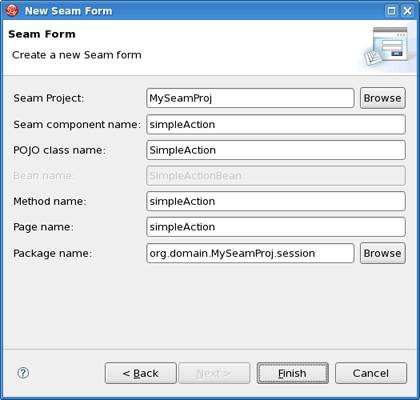 New Seam Form
Seam Form
Create a new Seam form
Seam Project: MySeamProj Browse
Seam component name: simpleAction
POJO class name: SimpleAction
Bean name: SimpleActionBean
Method name: simpleAction
Page name: simpleAction
Package name: org.domain.MySeamProj.session Browse
? < Back Next > Finish Cancel